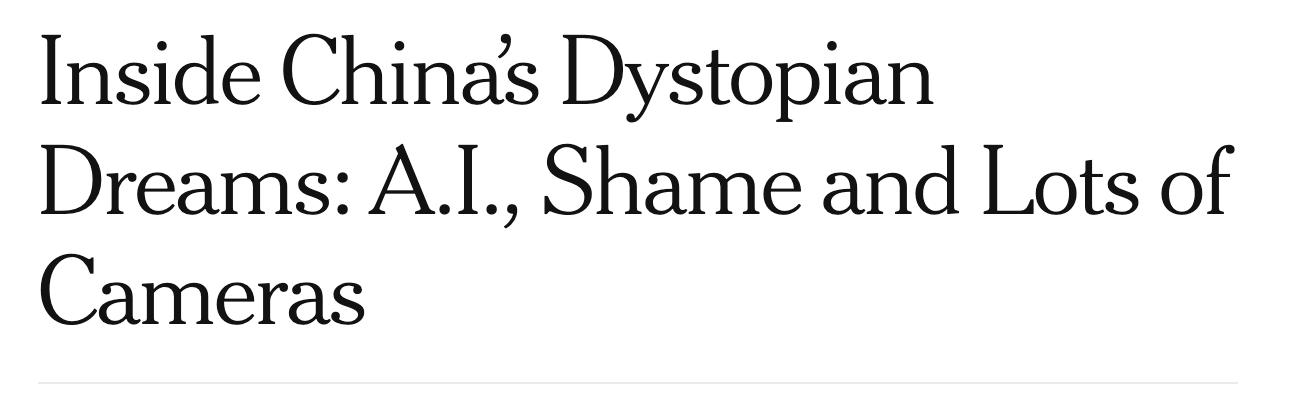 Inside China’s Dystopian
Dreams: A.I., Shame and Lots of
Cameras